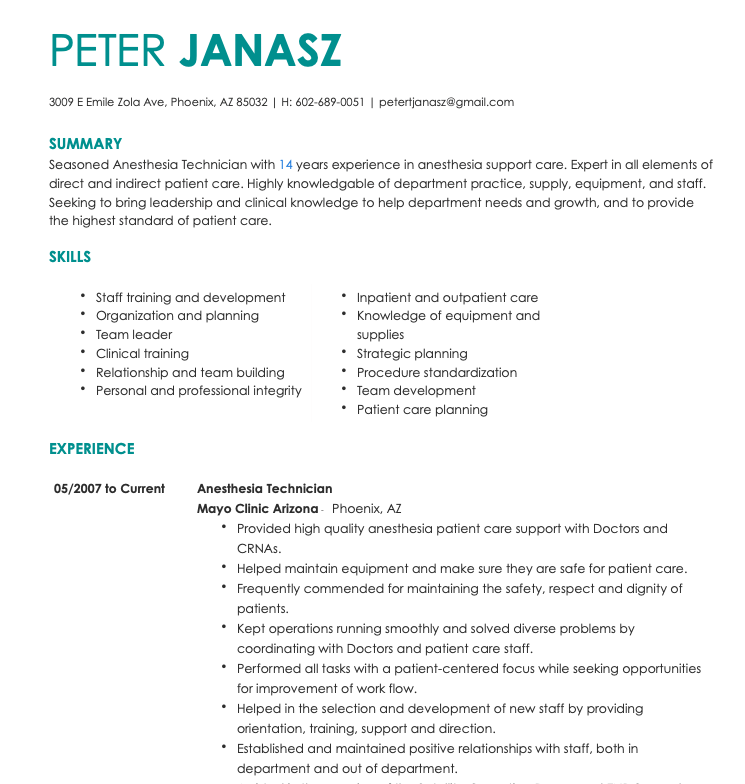 PETER JANASZ
3009 E Emile Zola Ave, Phoenix, AZ 85032 | H: 602-689-0051 | petertjanasz@gmail.com
SUMMARY
Seasoned Anesthesia Technician with 14 years experience in anesthesia support care. Expert in all elements of
direct and indirect patient care. Highly knowledgable of department practice, supply, equipment, and staff.
Seeking to bring leadership and clinical knowledge to help department needs and growth, and to provide
the highest standard of patient care.
SKILLS
• Staff training and development
• Organization and planning
• Team leader
• Clinical training
• Relationship and team building
• Personal and professional integrity
• Inpatient and outpatient care
• Knowledge of equipment and
supplies
• Strategic planning
• Procedure standardization
• Team development
• Patient care planning
EXPERIENCE
05/2007 to Current Anesthesia Technician
Mayo Clinic Arizona - Phoenix, AZ
• Provided high quality anesthesia patient care support with Doctors and
CRNAs.
• Helped maintain equipment and make sure they are safe for patient care.
• Frequently commended for maintaining the safety, respect and dignity of
patients.
• Kept operations running smoothly and solved diverse problems by
coordinating with Doctors and patient care staff.
• Performed all tasks with a patient-centered focus while seeking opportunities
for improvement of work flow.
• Helped in the selection and development of new staff by providing
orientation, training, support and direction.
• Established and maintained positive relationships with staff, both in
department and out of department.